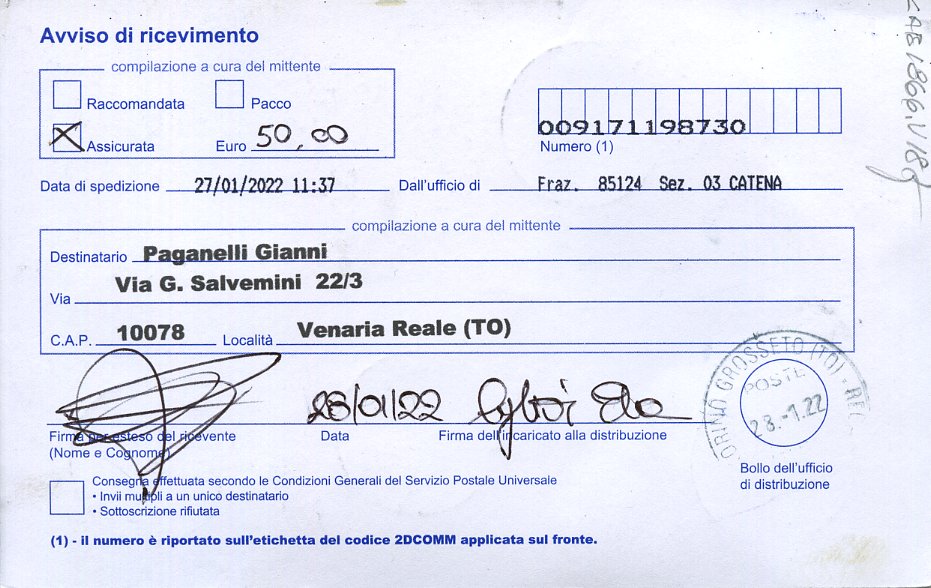 Avviso di ricevimento
compilazione a cura del mittente
Raccomandata Pacco
Assicurata Euro 50,00
009171198730
Numero (1)
Data di spedizione 27/01/2022 11:37 Dall'ufficio di Fraz. 85124 Sez. 03 CATENA
compilazione a cura del mittente
Destinatario Paganelli Gianni
Via Via G. Salvemini 22/3
C.A.P. 10078 Località Venaria Reale (TO)
28/01/22
Firma per esteso del ricevente Data Firma dell'incaricato alla distribuzione
(Nome e Cognome)
GROSSETO (TO)
POSTE
28.-1.22
Bollo dell'ufficio
di distribuzione
Consegna effettuata secondo le Condizioni Generali del Servizio Postale Universale
• Invii multipli a un unico destinatario
• Sottoscrizione rifiutata
(1) - il numero è riportato sull'etichetta del codice 2DCOMM applicata sul fronte.